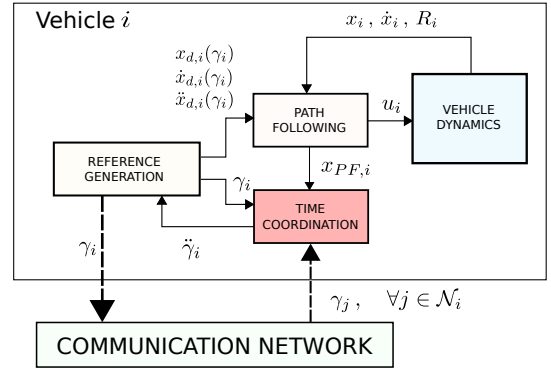 Vehicle i
x_i , ẋ_i , R_i
x_{d,i}(γ_i)
ẋ_{d,i}(γ_i)
ẍ_{d,i}(γ_i)
PATH
FOLLOWING
u_i
VEHICLE
DYNAMICS
REFERENCE
GENERATION
x_{PF,i}
γ_i
TIME
COORDINATION
γ̈_i
γ_i
γ_j , ∀j ∈ 𝒩_i
COMMUNICATION NETWORK